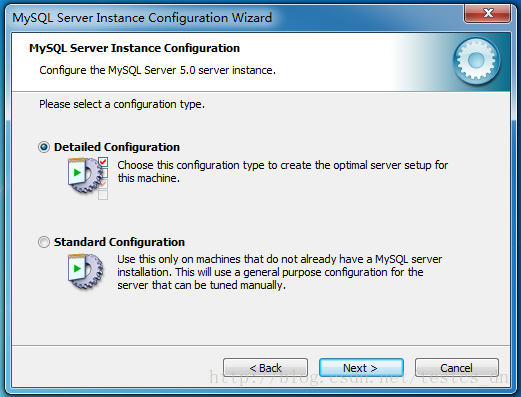 MySQL Server Instance Configuration Wizard
MySQL Server Instance Configuration
Configure the MySQL Server 5.0 server instance.
Please select a configuration type.
Detailed Configuration
Choose this configuration type to create the optimal server setup for
this machine.
Standard Configuration
Use this only on machines that do not already have a MySQL server
installation. This will use a general purpose configuration for the
server that can be tuned manually.
< Back
Next >
Cancel
http://blog.csdn.net/testcs_dn